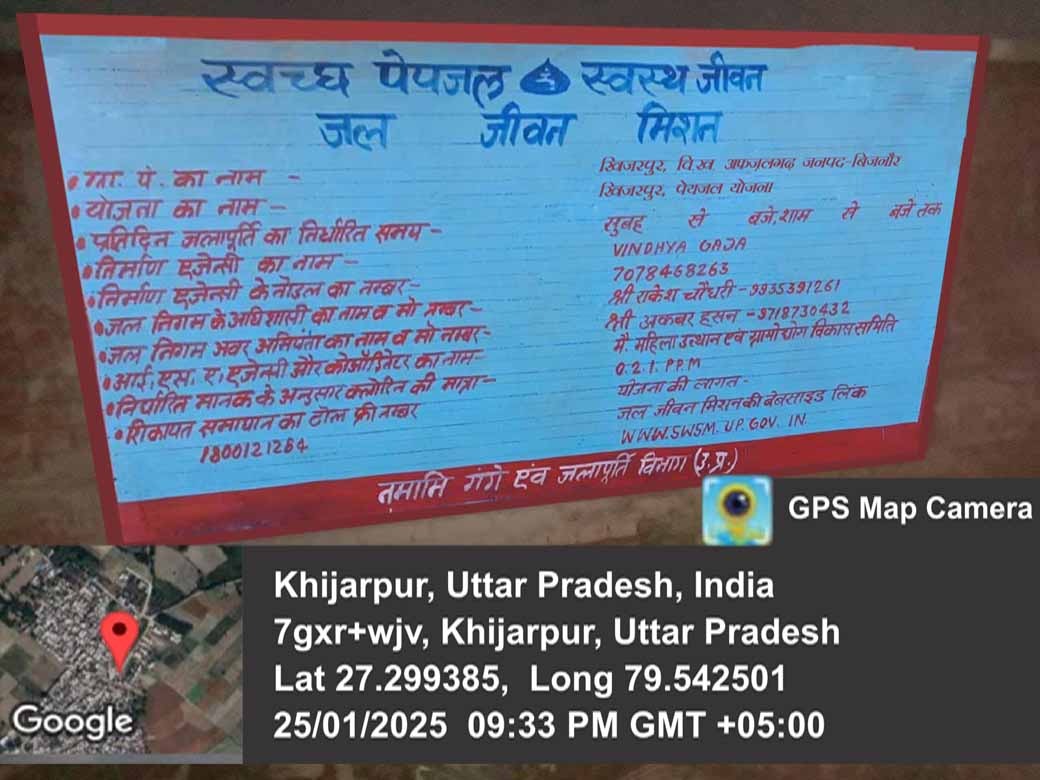 स्वच्छ पेयजल स्वस्थ जीवन
जल जीवन मिशन
ग्रा. पं. का नाम - खिजरपुर, वि.ख. अफजलगढ़ जनपद-बिजनौर
योजना का नाम - खिजरपुर, पेयजल योजना
प्रतिदिन जलापूर्ति का निर्धारित समय - सुबह से बजे, शाम से बजे तक
निर्माण एजेन्सी का नाम - VINDHYA GAJA
निर्माण एजेन्सी के नोडल का नम्बर - 7078468263
जल निगम के अधिशासी का नाम व मो नम्बर - श्री राकेश चौधरी - 9935391261
जल निगम अवर अभियंता का नाम व मो नम्बर - श्री अकबर हसन - 9718730432
आई. एस. ए. एजेन्सी और कोऑर्डिनेटर का नाम - मै. महिला उत्थान एवं ग्रामोद्योग विकास समिति
निर्धारित मानक के अनुसार क्लोरिन की मात्रा - 0.2 I. P.P.M
शिकायत समाधान का टोल फ्री नम्बर योजना की लागत -
1800121264 जल जीवन मिशन की बेबसाइड लिंक
WWW.SWSM.UP.GOV.IN
नमामि गंगे एंव जलापूर्ति विभाग (उ.प्र.)
GPS Map Camera
Khijarpur, Uttar Pradesh, India
7gxr+wjv, Khijarpur, Uttar Pradesh
Lat 27.299385, Long 79.542501
25/01/2025 09:33 PM GMT +05:00
Google